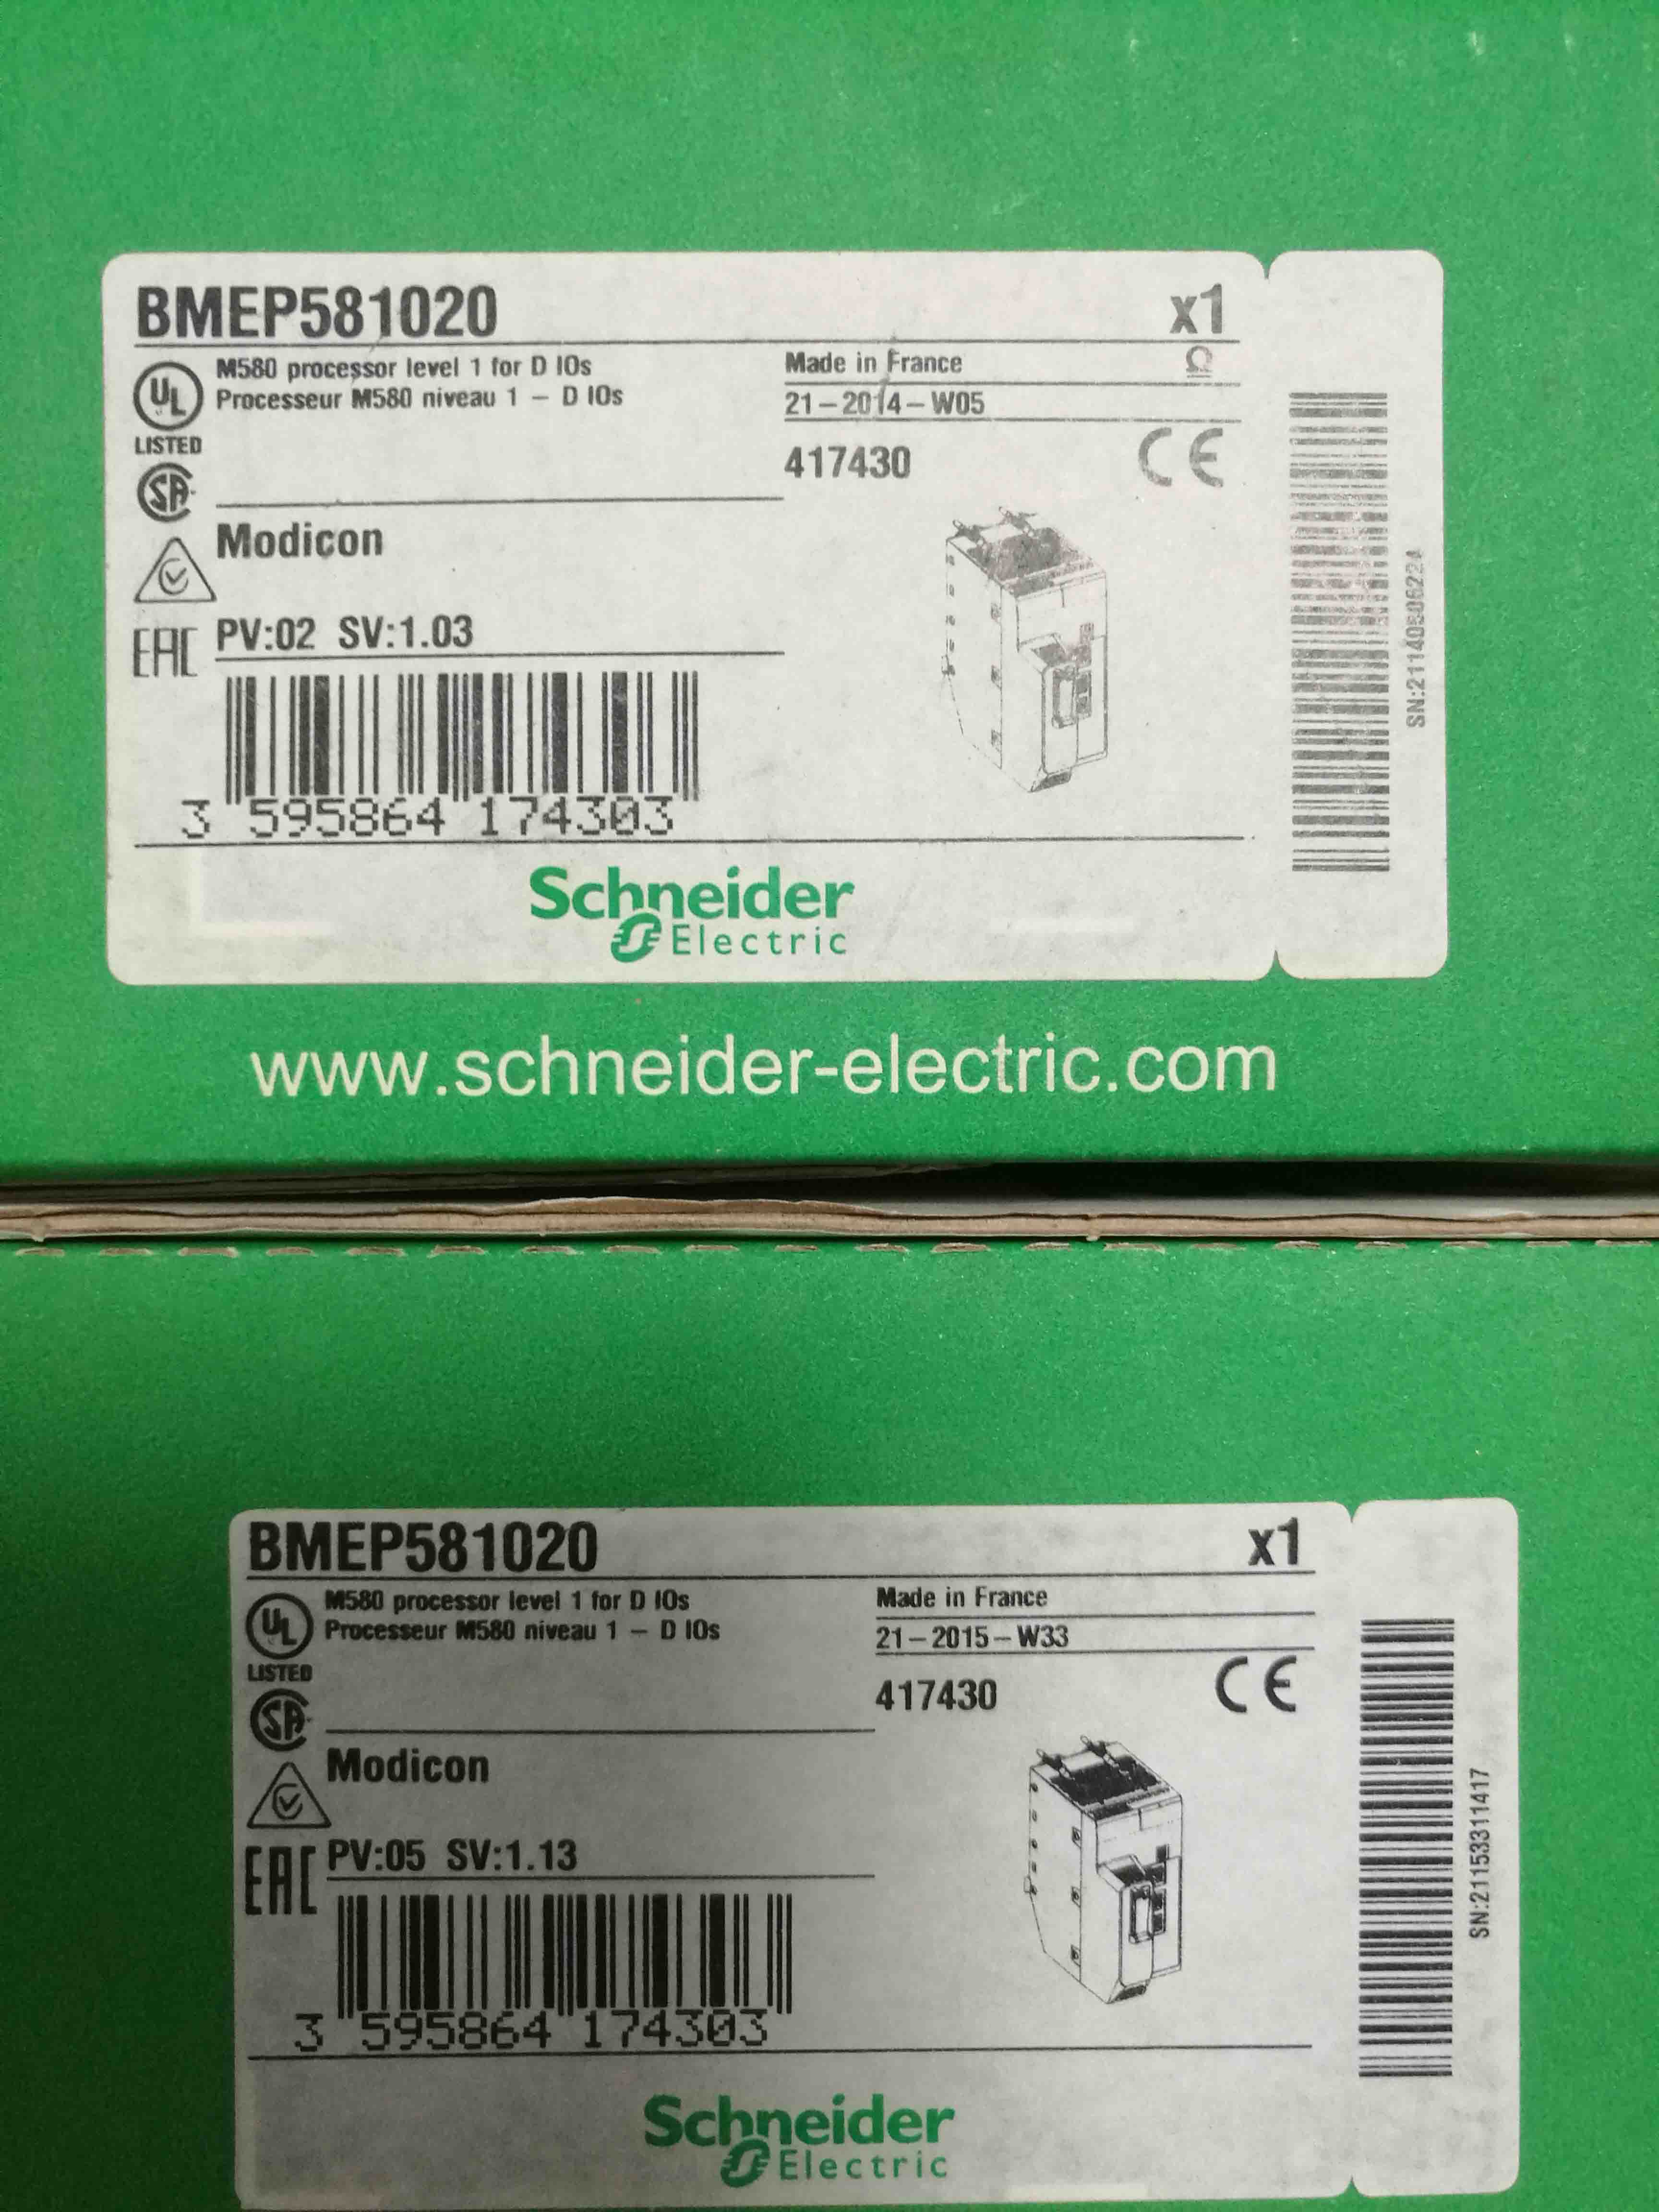 BMEP581020 x1
UL LISTED
M580 processor level 1 for D IOs
Processeur M580 niveau 1 – D IOs
Made in France Ω
21–2014–W05
417430 CE
SA
Modicon
EAC PV:02 SV:1.03
3 595864 174303
SN:21140506224
Schneider
Electric
www.schneider-electric.com
BMEP581020 x1
UL LISTED
M580 processor level 1 for D IOs
Processeur M580 niveau 1 – D IOs
Made in France
21–2015–W33
417430 CE
SA
Modicon
EAC PV:05 SV:1.13
3 595864 174303
SN:21153311417
Schneider
Electric